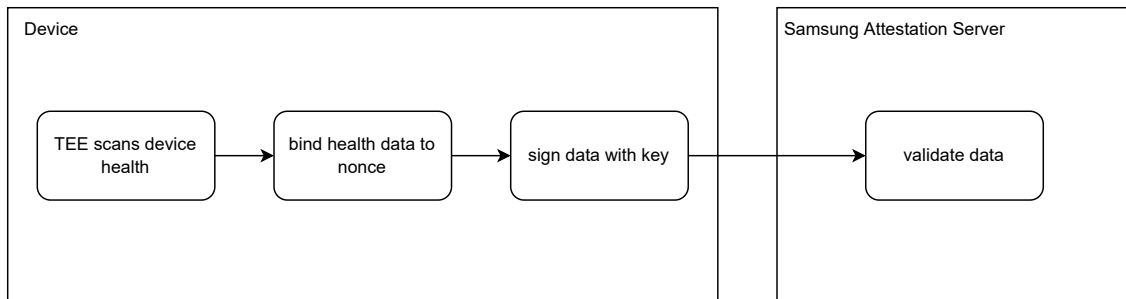 Device
Samsung Attestation Server
TEE scans device
health
bind health data to
nonce
sign data with key
validate data